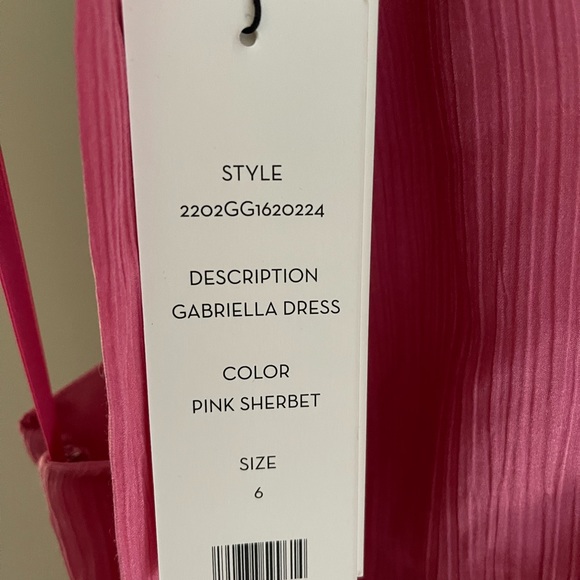 STYLE
2202GG1620224
DESCRIPTION
GABRIELLA DRESS
COLOR
PINK SHERBET
SIZE
6